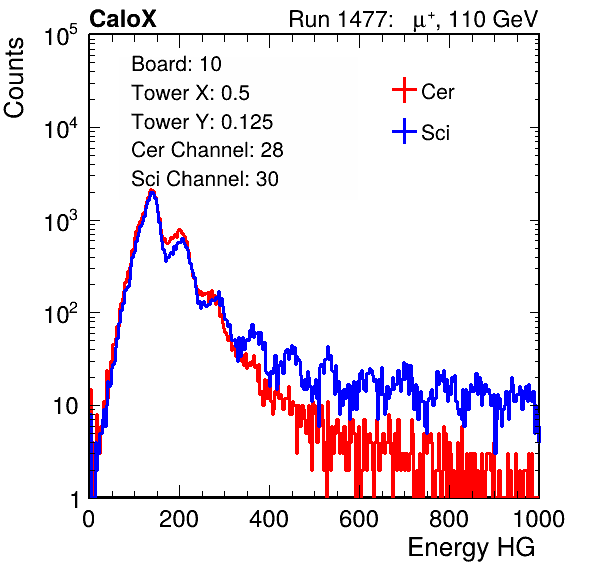 CaloX Run 1477: μ⁺, 110 GeV
Counts
10⁵
10⁴
10³
10²
10
1
Board: 10
Tower X: 0.5
Tower Y: 0.125
Cer Channel: 28
Sci Channel: 30
Cer
Sci
0 200 400 600 800 1000
Energy HG